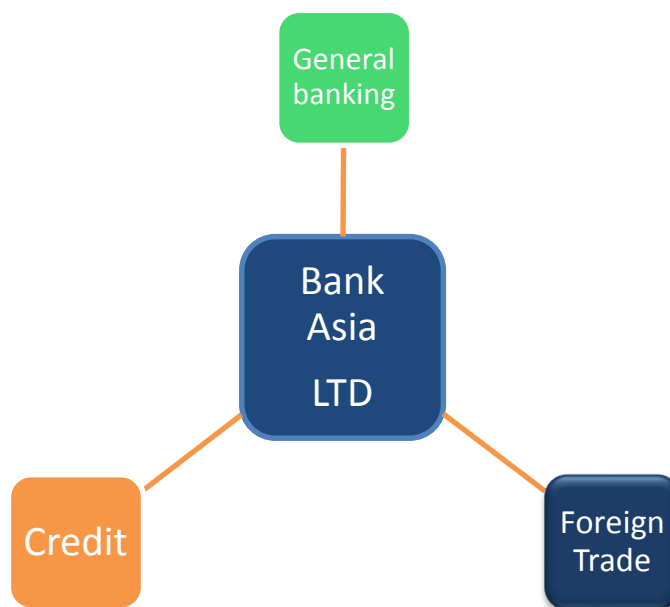 General
banking
Bank
Asia
LTD
Credit
Foreign
Trade